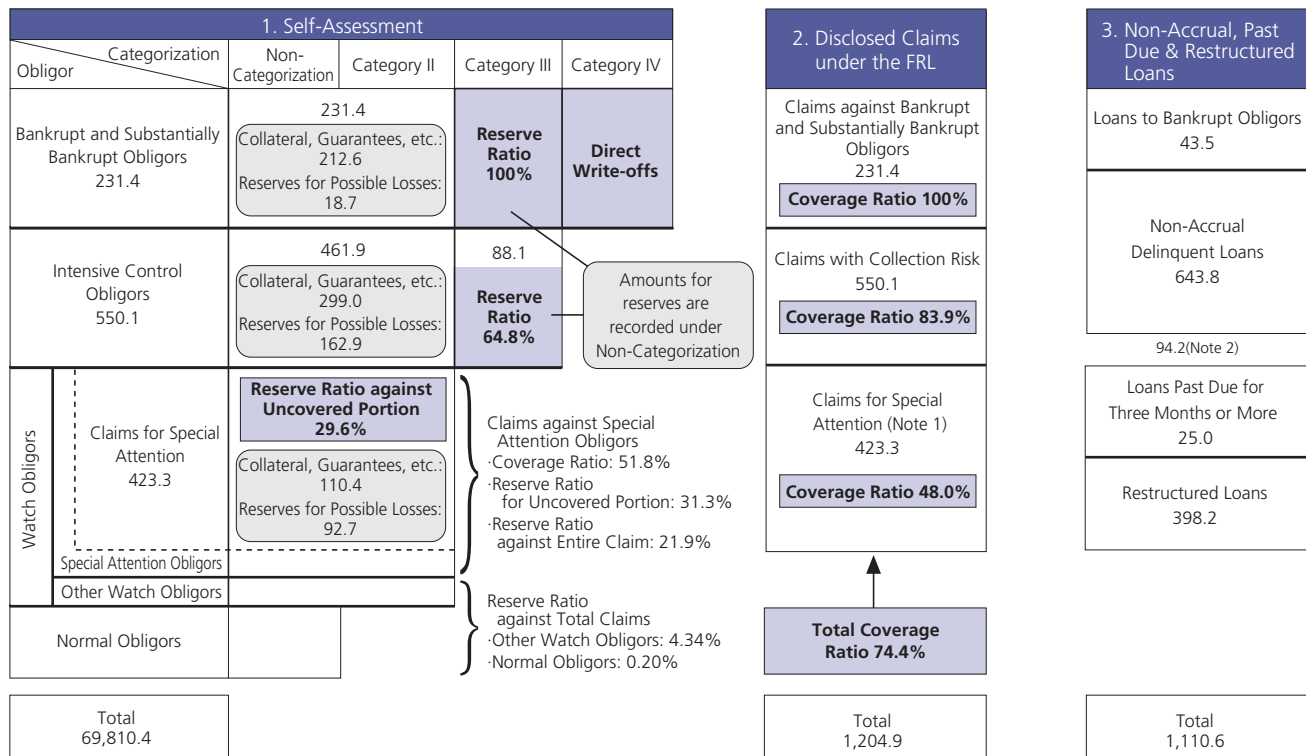 1. Self-Assessment
Categorization
Obligor
Non-
Categorization
Category II
Category III
Category IV
Bankrupt and Substantially
Bankrupt Obligors
231.4
231.4
Collateral, Guarantees, etc.:
212.6
Reserves for Possible Losses:
18.7
Reserve
Ratio
100%
Direct
Write-offs
Intensive Control
Obligors
550.1
461.9
Collateral, Guarantees, etc.:
299.0
Reserves for Possible Losses:
162.9
88.1
Reserve
Ratio
64.8%
Amounts for
reserves are
recorded under
Non-Categorization
Watch Obligors
Claims for Special
Attention
423.3
Reserve Ratio against
Uncovered Portion
29.6%
Collateral, Guarantees, etc.:
110.4
Reserves for Possible Losses:
92.7
Special Attention Obligors
Claims against Special
Attention Obligors
·Coverage Ratio: 51.8%
·Reserve Ratio
for Uncovered Portion: 31.3%
·Reserve Ratio
against Entire Claim: 21.9%
Other Watch Obligors
Normal Obligors
Reserve Ratio
against Total Claims
·Other Watch Obligors: 4.34%
·Normal Obligors: 0.20%
Total
69,810.4
2. Disclosed Claims
under the FRL
Claims against Bankrupt
and Substantially Bankrupt
Obligors
231.4
Coverage Ratio 100%
Claims with Collection Risk
550.1
Coverage Ratio 83.9%
Claims for Special
Attention (Note 1)
423.3
Coverage Ratio 48.0%
Total Coverage
Ratio 74.4%
Total
1,204.9
3. Non-Accrual, Past
Due & Restructured
Loans
Loans to Bankrupt Obligors
43.5
Non-Accrual
Delinquent Loans
643.8
94.2(Note 2)
Loans Past Due for
Three Months or More
25.0
Restructured Loans
398.2
Total
1,110.6